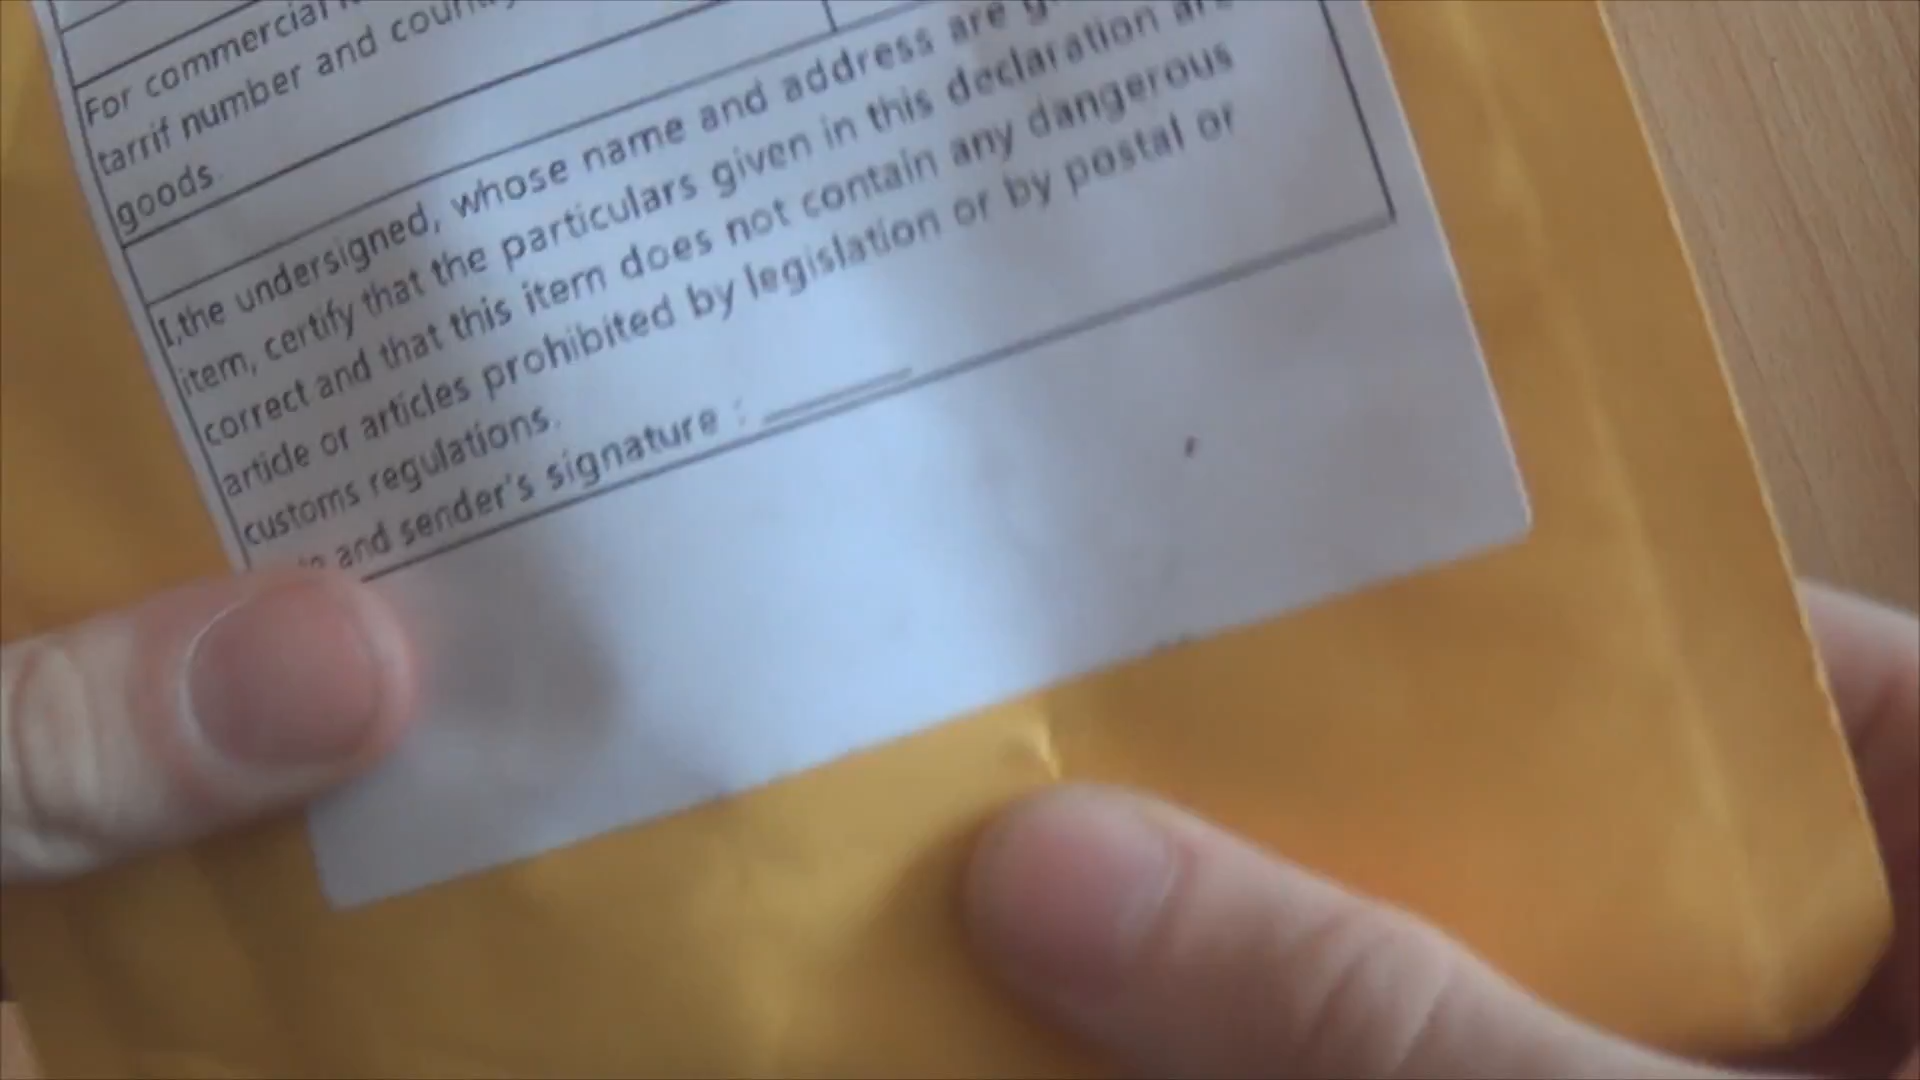 For commercial
tarrif number and
goods.
I,the undersigned, whose name and address are
item, certify that the particulars given in this declaration are
correct and that this item does not contain any dangerous
article or articles prohibited by legislation or by postal or
customs regulations.
and sender's signature :